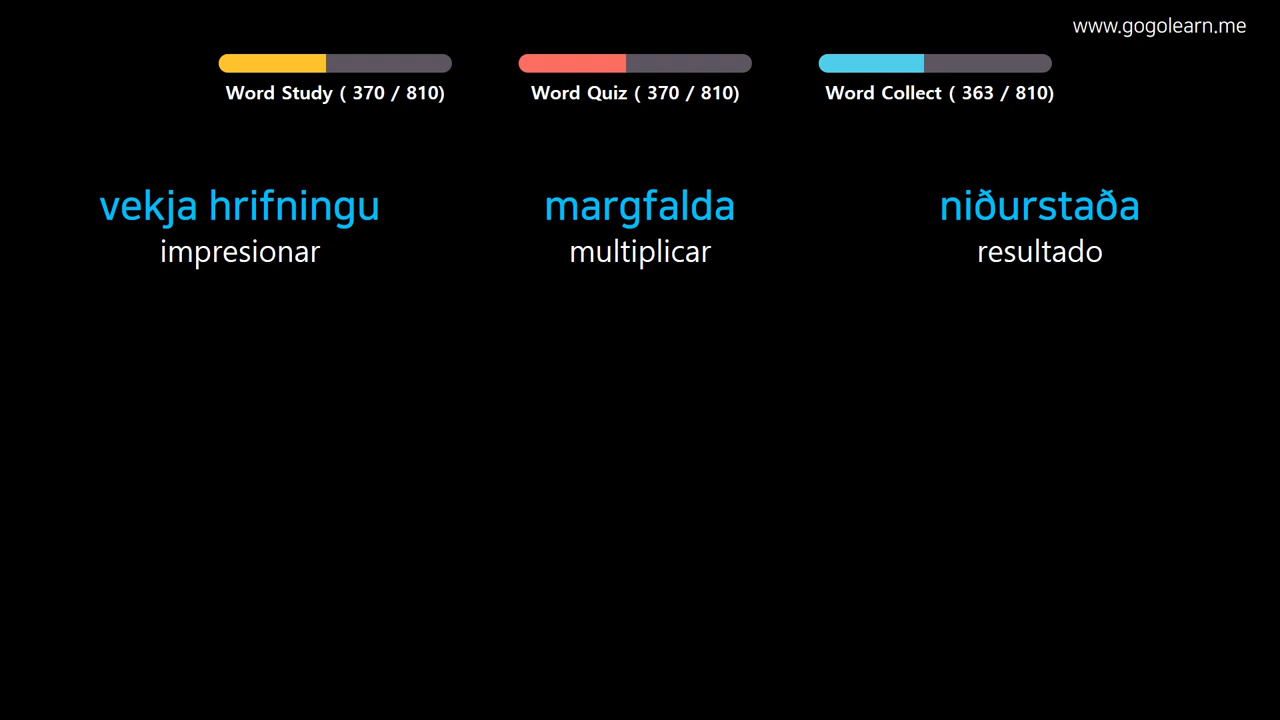 www.gogolearn.me
Word Study ( 370 / 810)
Word Quiz ( 370 / 810)
Word Collect ( 363 / 810)
vekja hrifningu
impresionar
margfalda
multiplicar
niðurstaða
resultado